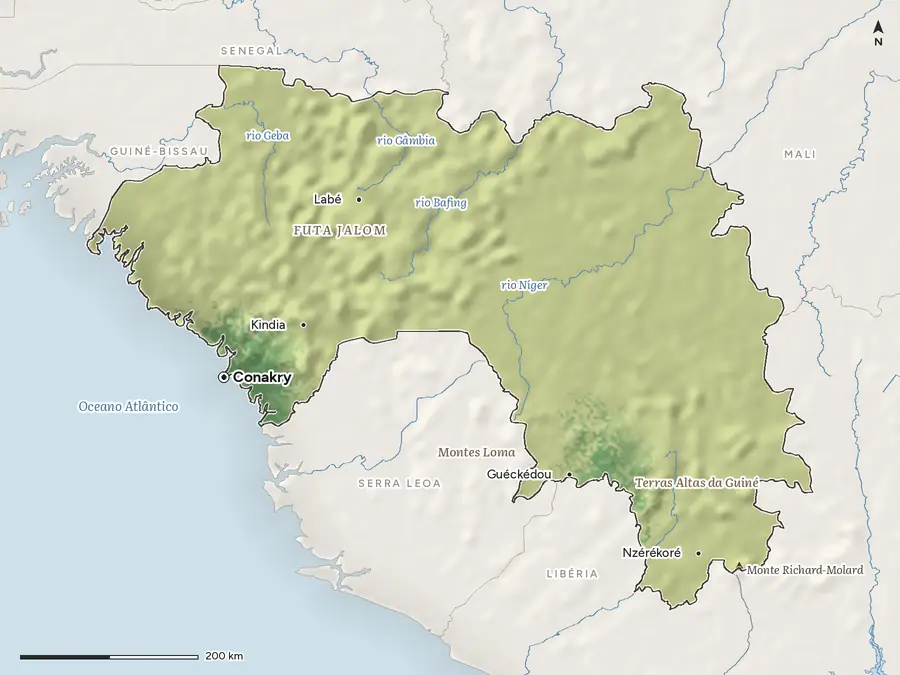 N
SENEGAL
rio Geba
rio Gâmbia
GUINÉ-BISSAU
MALI
Labé
rio Bafing
FUTA JALOM
rio Níger
Kindia
Conakry
Oceano Atlântico
Montes Loma
Guéckédou
SERRA LEOA
Terras Altas da Guiné
Nzérékoré
LIBÉRIA
Monte Richard-Molard
200 km